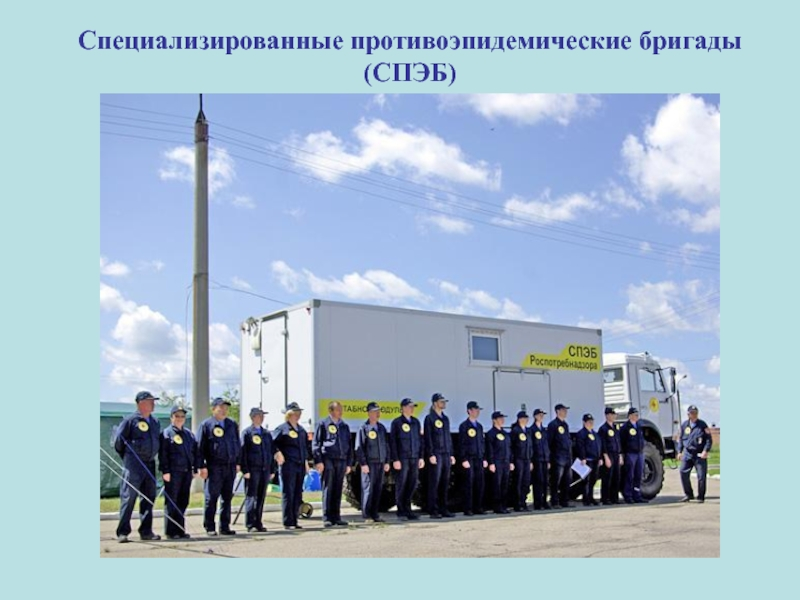 Специализированные противоэпидемические бригады
(СПЭБ)
СПЭБ
Роспотребнадзора